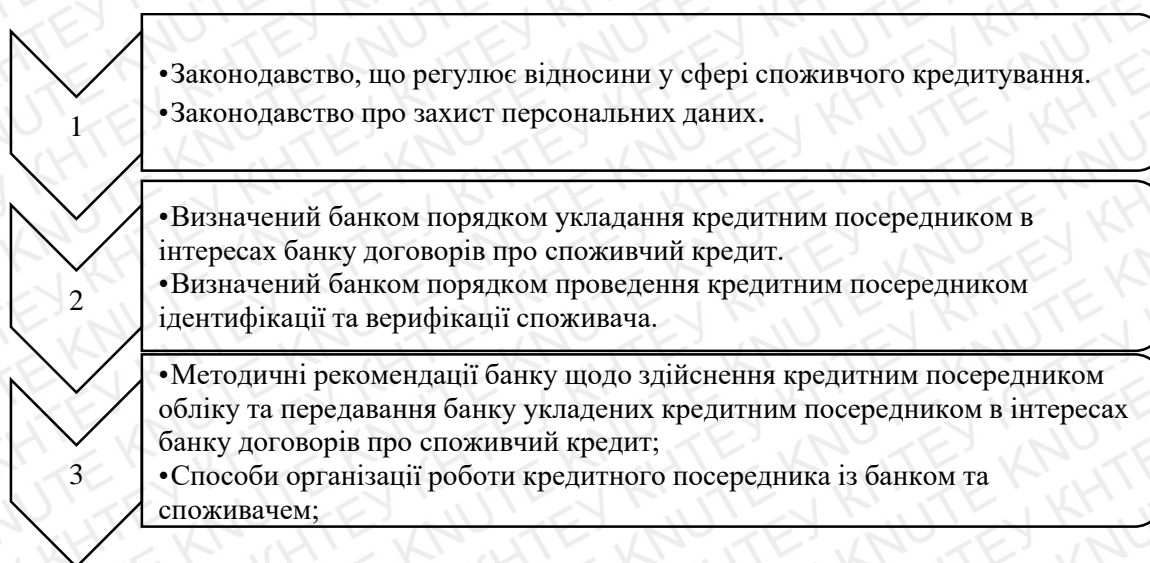 1
•Законодавство, що регулює відносини у сфері споживчого кредитування.
•Законодавство про захист персональних даних.
2
•Визначений банком порядком укладання кредитним посередником в
інтересах банку договорів про споживчий кредит.
•Визначений банком порядком проведення кредитним посередником
ідентифікації та верифікації споживача.
3
•Методичні рекомендації банку щодо здійснення кредитним посередником
обліку та передавання банку укладених кредитним посередником в інтересах
банку договорів про споживчий кредит;
•Способи організації роботи кредитного посередника із банком та
споживачем;